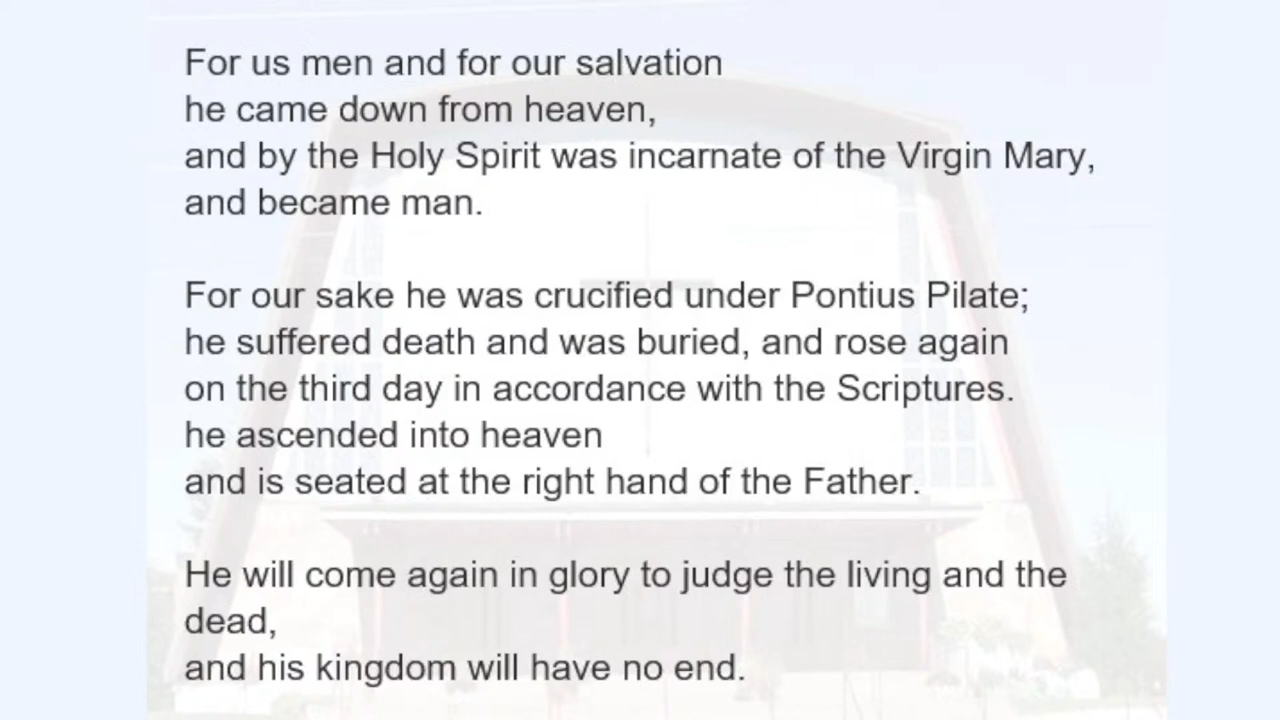 For us men and for our salvation
he came down from heaven,
and by the Holy Spirit was incarnate of the Virgin Mary,
and became man.
For our sake he was crucified under Pontius Pilate;
he suffered death and was buried, and rose again
on the third day in accordance with the Scriptures.
he ascended into heaven
and is seated at the right hand of the Father.
He will come again in glory to judge the living and the
dead,
and his kingdom will have no end.